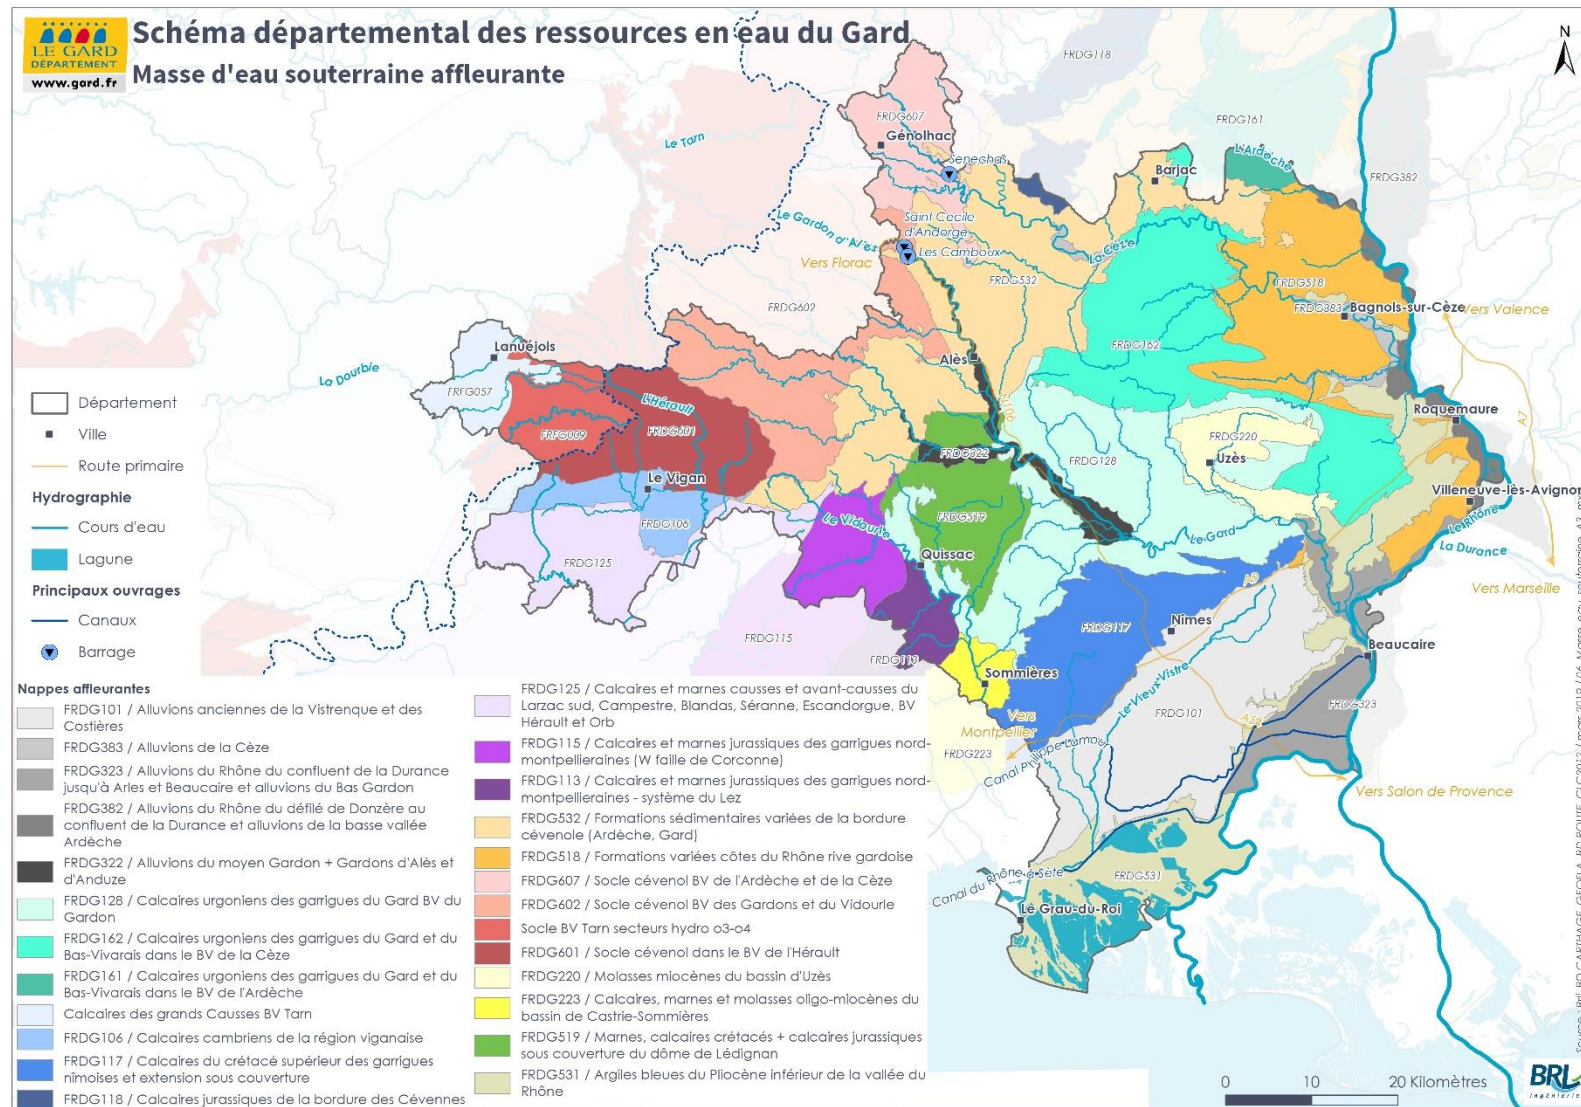 LE GARD
DÉPARTEMENT
www.gard.fr
Schéma départemental des ressources en eau du Gard
Masse d'eau souterraine affleurante
N
FRDG118
FRDG607
Génolhac
FRDG161
Le Tarn
L'Ardèche
Senechas
Barjac
FRDG382
Le Gardon d'Alès
Saint Cecile
d'Andorge
Les Camboux
Vers Florac
La Cèze
FRDG532
FRDG518
FRDG602
FRDG383
Bagnols-sur-Cèze
Vers Valence
Lanuéjols
Alès
FRDG162
La Dourbie
FRFG057
L'Hérault
N106
A7
Roquemaure
FRFG009
FRDG601
FRDG220
FRDG322
Uzès
FRDG128
Le Vigan
Villeneuve-lès-Avignon
FRDG106
Le Vidourle
FRDG519
Le Gard
Le Rhône
La Durance
FRDG125
Quissac
A9
Vers Marseille
FRDG115
FRDG117
Nîmes
FRDG113
Beaucaire
Sommières
Le Vieux-Vistre
FRDG101
FRDG323
Vers
Montpellier
A54
FRDG223
Canal Philippe Lamour
Vers Salon de Provence
Canal du Rhône à Sète
FRDG531
Le Grau-du-Roi
Département
Ville
Route primaire
Hydrographie
Cours d'eau
Lagune
Principaux ouvrages
Canaux
Barrage
Nappes affleurantes
FRDG101 / Alluvions anciennes de la Vistrenque et des
Costières
FRDG383 / Alluvions de la Cèze
FRDG323 / Alluvions du Rhône du confluent de la Durance
jusqu'à Arles et Beaucaire et alluvions du Bas Gardon
FRDG382 / Alluvions du Rhône du défilé de Donzère au
confluent de la Durance et alluvions de la basse vallée
Ardèche
FRDG322 / Alluvions du moyen Gardon + Gardons d'Alès et
d'Anduze
FRDG128 / Calcaires urgoniens des garrigues du Gard BV du
Gardon
FRDG162 / Calcaires urgoniens des garrigues du Gard et du
Bas-Vivarais dans le BV de la Cèze
FRDG161 / Calcaires urgoniens des garrigues du Gard et du
Bas-Vivarais dans le BV de l'Ardèche
Calcaires des grands Causses BV Tarn
FRDG106 / Calcaires cambriens de la région viganaise
FRDG117 / Calcaires du crétacé supérieur des garrigues
nîmoises et extension sous couverture
FRDG118 / Calcaires jurassiques de la bordure des Cévennes
FRDG125 / Calcaires et marnes causses et avant-causses du
Larzac sud, Campestre, Blandas, Séranne, Escandorgue, BV
Hérault et Orb
FRDG115 / Calcaires et marnes jurassiques des garrigues nord-
montpellieraines (W faille de Corconne)
FRDG113 / Calcaires et marnes jurassiques des garrigues nord-
montpellieraines - système du Lez
FRDG532 / Formations sédimentaires variées de la bordure
cévenole (Ardèche, Gard)
FRDG518 / Formations variées côtes du Rhône rive gardoise
FRDG607 / Socle cévenol BV de l'Ardèche et de la Cèze
FRDG602 / Socle cévenol BV des Gardons et du Vidourle
Socle BV Tarn secteurs hydro o3-o4
FRDG601 / Socle cévenol dans le BV de l'Hérault
FRDG220 / Molasses miocènes du bassin d'Uzès
FRDG223 / Calcaires, marnes et molasses oligo-miocènes du
bassin de Castrie-Sommières
FRDG519 / Marnes, calcaires crétacés + calcaires jurassiques
sous couverture du dôme de Lédignan
FRDG531 / Argiles bleues du Pliocène inférieur de la vallée du
Rhône
0 10 20 Kilomètres
BRL
Ingénierie